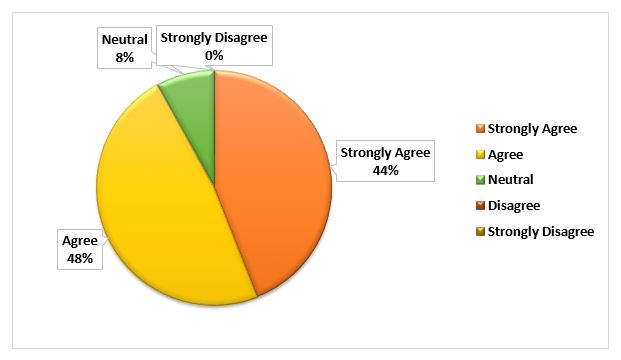 Neutral
8%
Strongly Disagree
0%
Strongly Agree
44%
Agree
48%
Strongly Agree
Agree
Neutral
Disagree
Strongly Disagree